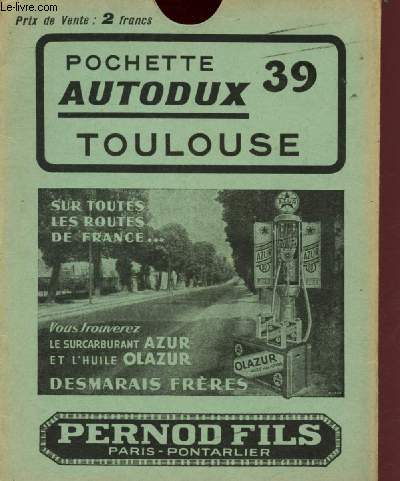 Le-livre.com
Prix de Vente : 2 francs
POCHETTE 39
AUTODUX
TOULOUSE
SUR TOUTES
LES ROUTES
DE FRANCE...
AZUR
AZUR
Vous trouverez
LE SURCARBURANT AZUR
ET L'HUILE OLAZUR
OLAZUR
DESMARAIS FRÈRES
PERNOD FILS
PARIS - PONTARLIER